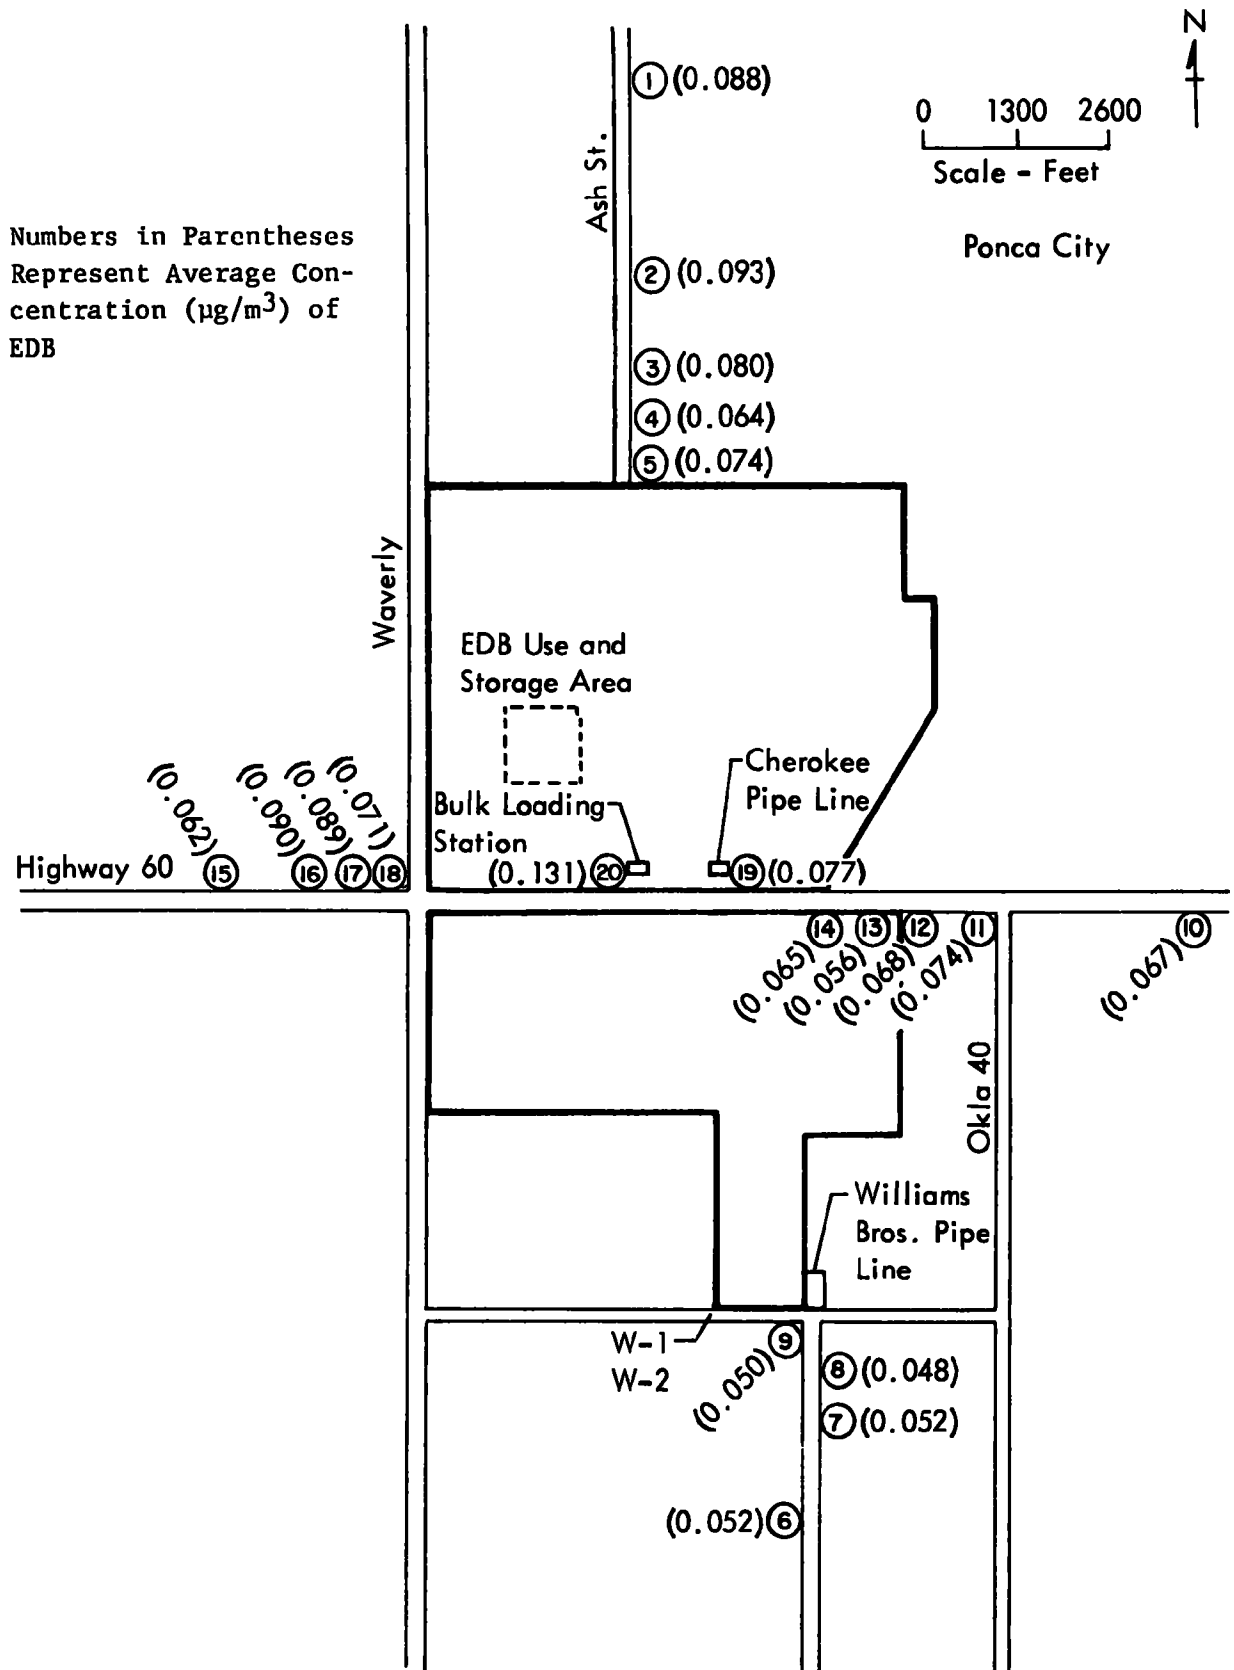 N
① (0.088)
0 1300 2600
Scale - Feet
Ash St.
Numbers in Parentheses
Represent Average Con-
centration (µg/m³) of
EDB
Ponca City
② (0.093)
③ (0.080)
④ (0.064)
⑤ (0.074)
Waverly
EDB Use and
Storage Area
Cherokee
Pipe Line
Bulk Loading
Station
Highway 60
(0.062) ⑮
(0.090) ⑯
(0.089) ⑰
(0.071) ⑱
(0.131) ⑳
⑲ (0.077)
(0.065) ⑭
(0.056) ⑬
(0.068) ⑫
(0.074) ⑪
(0.067) ⑩
Okla 40
Williams
Bros. Pipe
Line
W-1
W-2
(0.050) ⑨
⑧ (0.048)
⑦ (0.052)
(0.052) ⑥